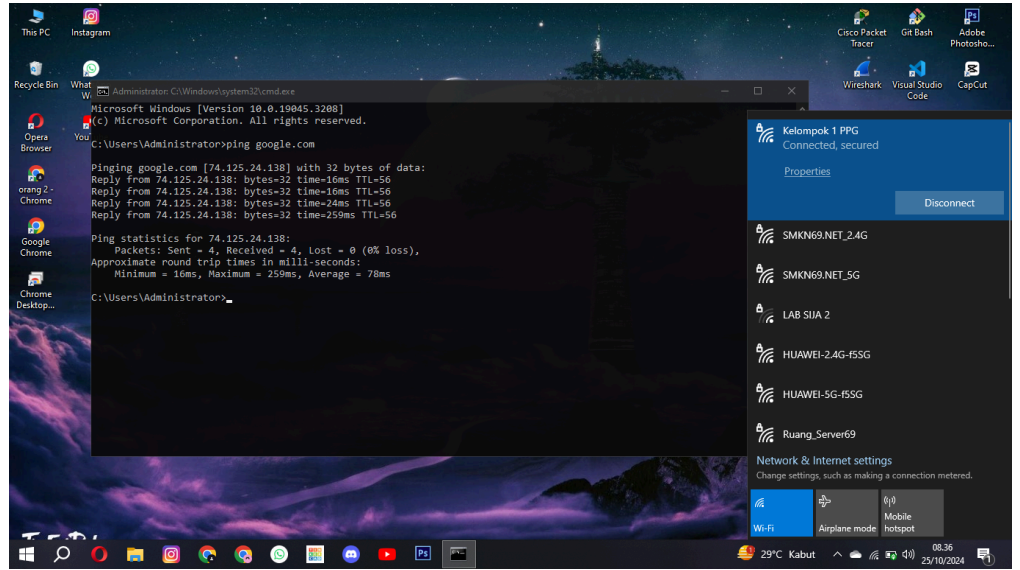 This PC
Instagram
Recycle Bin
What
W
Opera
Browser
You
orang 2 -
Chrome
Google
Chrome
Chrome
Desktop...
Cisco Packet
Tracer
Git Bash
Adobe
Photosho...
Wireshark
Visual Studio
Code
CapCut
Ps
Administrator: C:\Windows\system32\cmd.exe
Microsoft Windows [Version 10.0.19045.3208]
(c) Microsoft Corporation. All rights reserved.
C:\Users\Administrator>ping google.com
Pinging google.com [74.125.24.138] with 32 bytes of data:
Reply from 74.125.24.138: bytes=32 time=16ms TTL=56
Reply from 74.125.24.138: bytes=32 time=16ms TTL=56
Reply from 74.125.24.138: bytes=32 time=24ms TTL=56
Reply from 74.125.24.138: bytes=32 time=259ms TTL=56
Ping statistics for 74.125.24.138:
Packets: Sent = 4, Received = 4, Lost = 0 (0% loss),
Approximate round trip times in milli-seconds:
Minimum = 16ms, Maximum = 259ms, Average = 78ms
C:\Users\Administrator>_
Kelompok 1 PPG
Connected, secured
Properties
Disconnect
SMKN69.NET_2.4G
SMKN69.NET_5G
LAB SIJA 2
HUAWEI-2.4G-f5SG
HUAWEI-5G-f5SG
Ruang_Server69
Network & Internet settings
Change settings, such as making a connection metered.
Wi-Fi
Airplane mode
Mobile
hotspot
Ps
29°C Kabut
08.36
25/10/2024
1